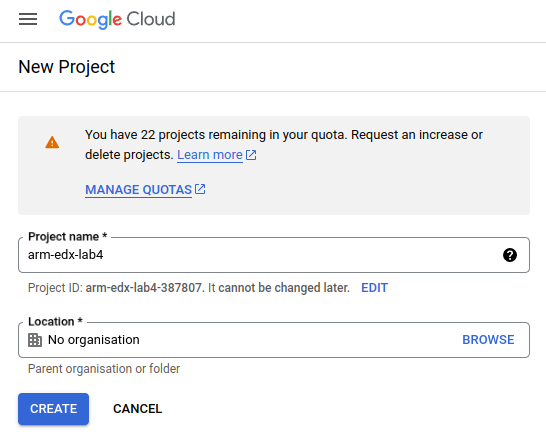 Google Cloud
New Project
You have 22 projects remaining in your quota. Request an increase or
delete projects. Learn more
MANAGE QUOTAS
Project name *
arm-edx-lab4
Project ID: arm-edx-lab4-387807. It cannot be changed later. EDIT
Location *
No organisation BROWSE
Parent organisation or folder
CREATE CANCEL